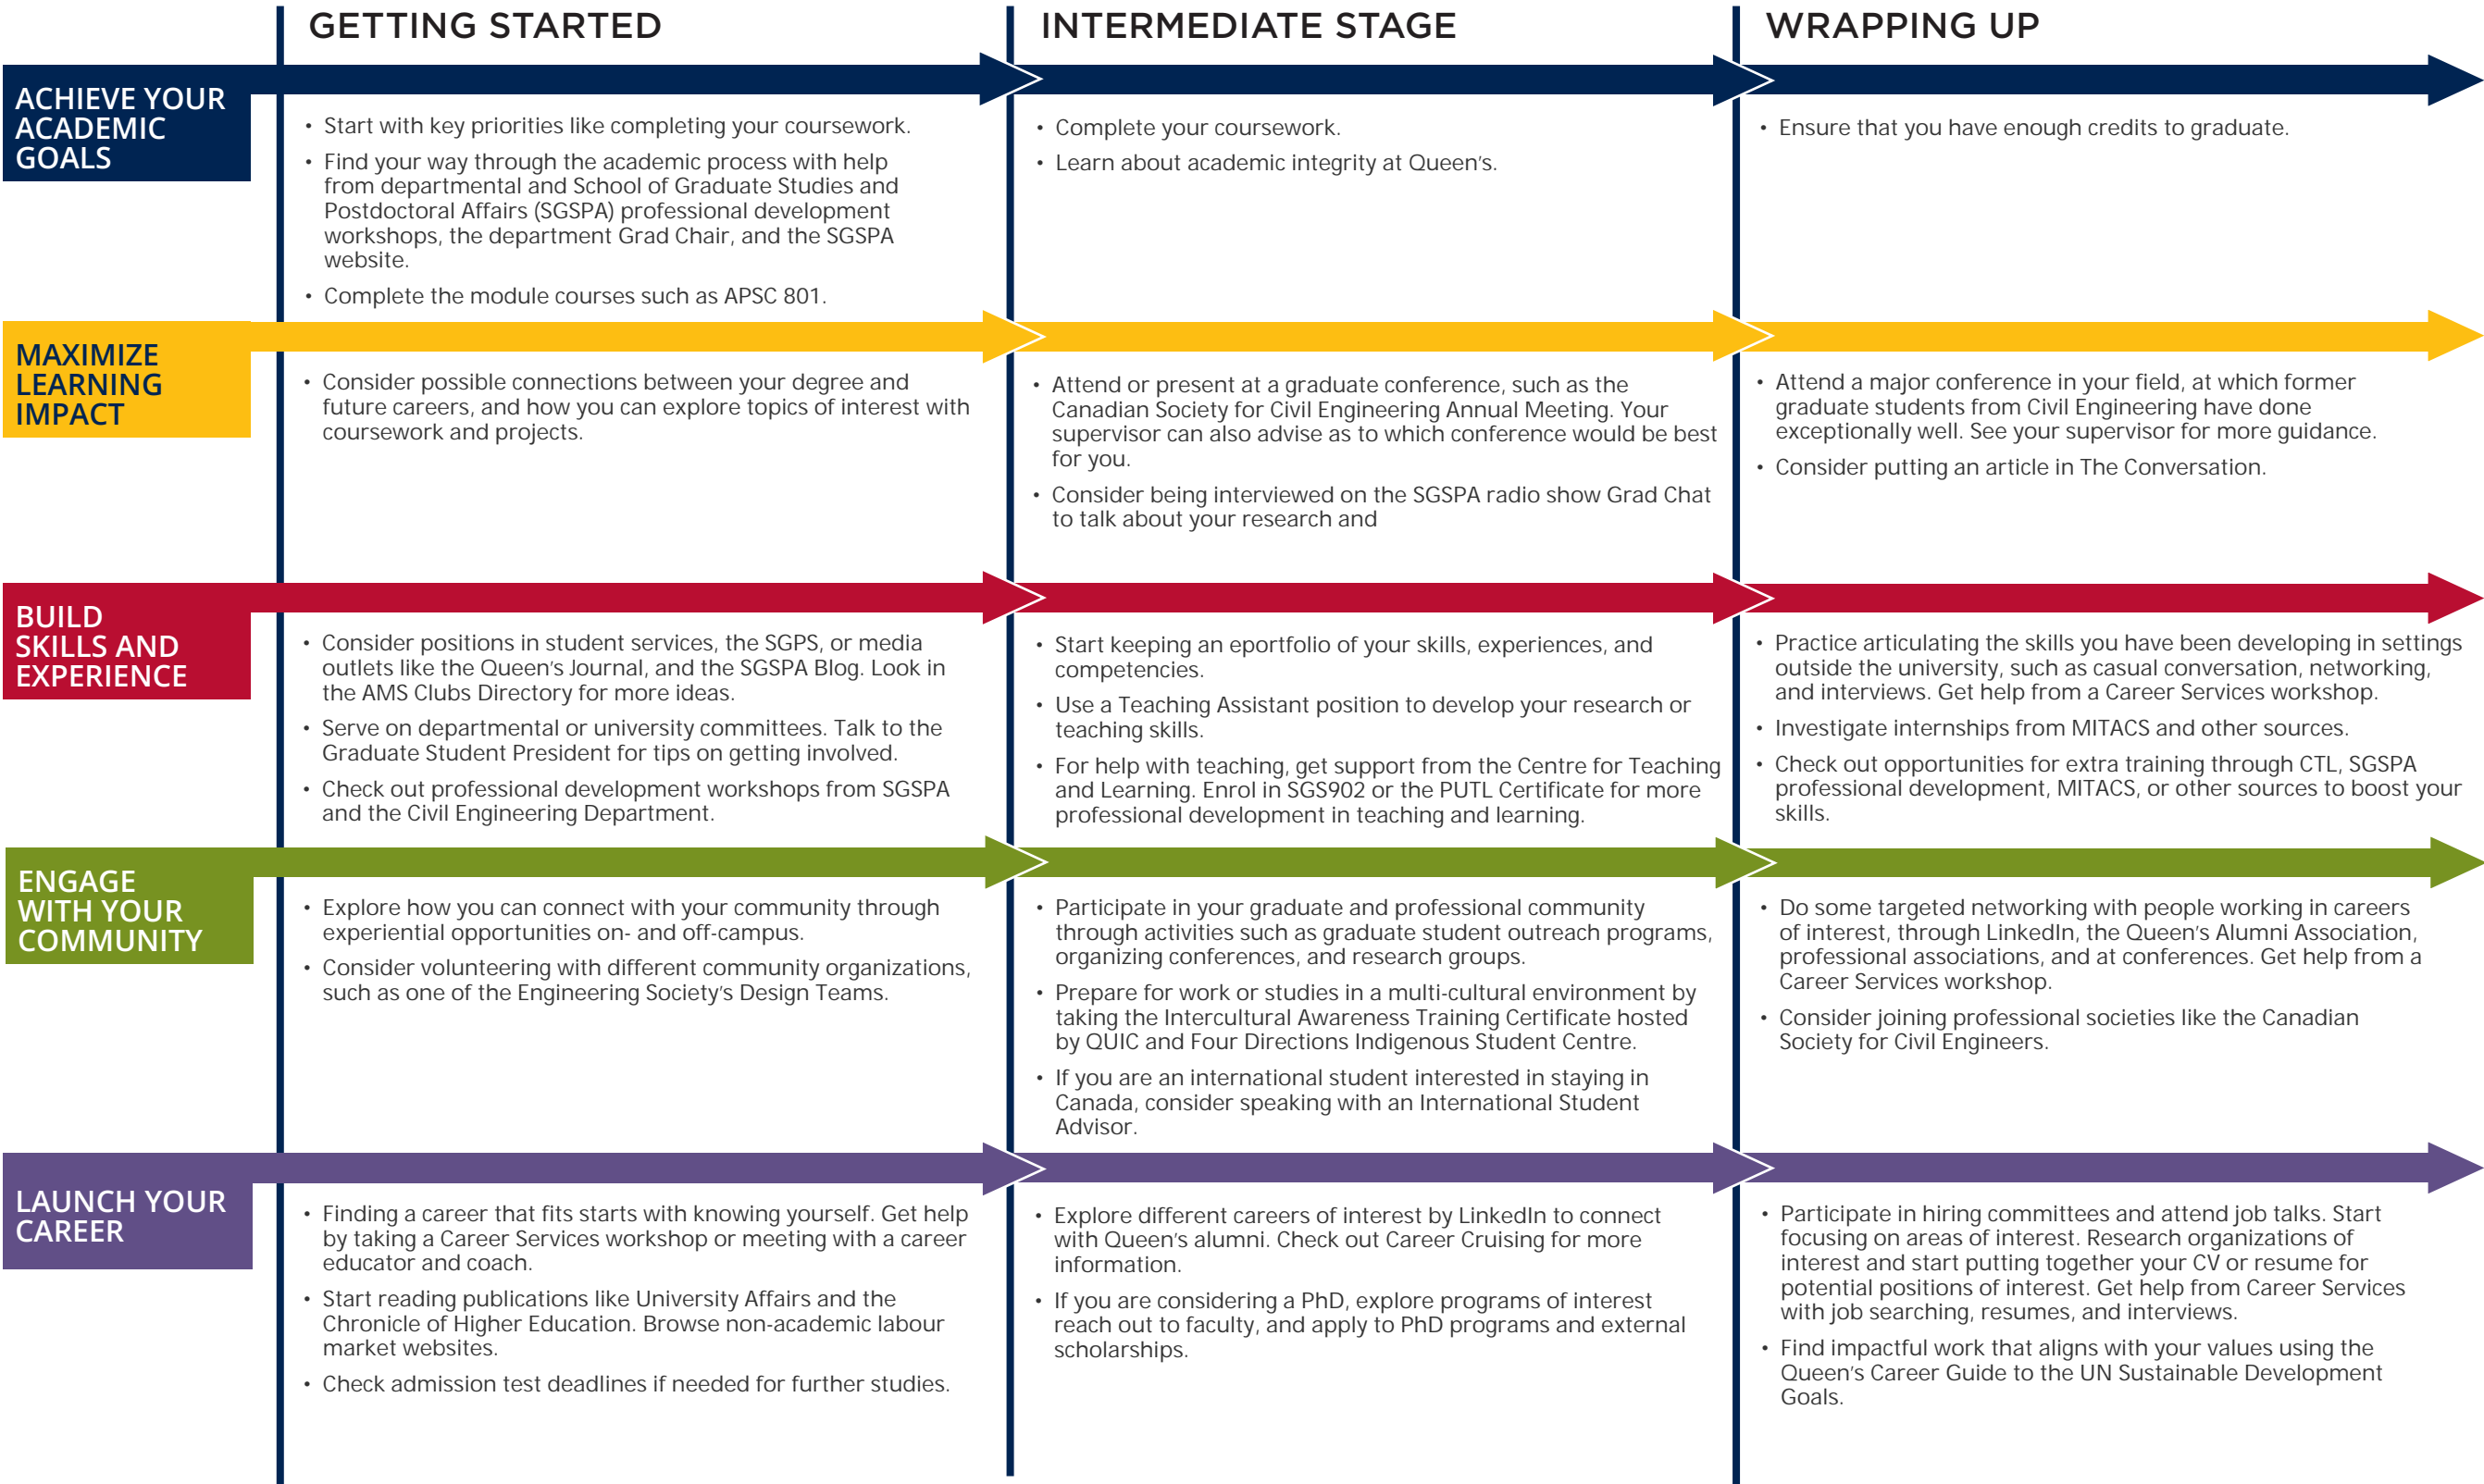 GETTING STARTED
INTERMEDIATE STAGE
WRAPPING UP
ACHIEVE YOUR
ACADEMIC
GOALS
• Start with key priorities like completing your coursework.
• Find your way through the academic process with help
from departmental and School of Graduate Studies and
Postdoctoral Affairs (SGSPA) professional development
workshops, the department Grad Chair, and the SGSPA
website.
• Complete the module courses such as APSC 801.
• Complete your coursework.
• Learn about academic integrity at Queen's.
• Ensure that you have enough credits to graduate.
MAXIMIZE
LEARNING
IMPACT
• Consider possible connections between your degree and
future careers, and how you can explore topics of interest with
coursework and projects.
• Attend or present at a graduate conference, such as the
Canadian Society for Civil Engineering Annual Meeting. Your
supervisor can also advise as to which conference would be best
for you.
• Consider being interviewed on the SGSPA radio show Grad Chat
to talk about your research and
• Attend a major conference in your field, at which former
graduate students from Civil Engineering have done
exceptionally well. See your supervisor for more guidance.
• Consider putting an article in The Conversation.
BUILD
SKILLS AND
EXPERIENCE
• Consider positions in student services, the SGPS, or media
outlets like the Queen's Journal, and the SGSPA Blog. Look in
the AMS Clubs Directory for more ideas.
• Serve on departmental or university committees. Talk to the
Graduate Student President for tips on getting involved.
• Check out professional development workshops from SGSPA
and the Civil Engineering Department.
• Start keeping an eportfolio of your skills, experiences, and
competencies.
• Use a Teaching Assistant position to develop your research or
teaching skills.
• For help with teaching, get support from the Centre for Teaching
and Learning. Enrol in SGS902 or the PUTL Certificate for more
professional development in teaching and learning.
• Practice articulating the skills you have been developing in settings
outside the university, such as casual conversation, networking,
and interviews. Get help from a Career Services workshop.
• Investigate internships from MITACS and other sources.
• Check out opportunities for extra training through CTL, SGSPA
professional development, MITACS, or other sources to boost your
skills.
ENGAGE
WITH YOUR
COMMUNITY
• Explore how you can connect with your community through
experiential opportunities on- and off-campus.
• Consider volunteering with different community organizations,
such as one of the Engineering Society's Design Teams.
• Participate in your graduate and professional community
through activities such as graduate student outreach programs,
organizing conferences, and research groups.
• Prepare for work or studies in a multi-cultural environment by
taking the Intercultural Awareness Training Certificate hosted
by QUIC and Four Directions Indigenous Student Centre.
• If you are an international student interested in staying in
Canada, consider speaking with an International Student
Advisor.
• Do some targeted networking with people working in careers
of interest, through LinkedIn, the Queen's Alumni Association,
professional associations, and at conferences. Get help from a
Career Services workshop.
• Consider joining professional societies like the Canadian
Society for Civil Engineers.
LAUNCH YOUR
CAREER
• Finding a career that fits starts with knowing yourself. Get help
by taking a Career Services workshop or meeting with a career
educator and coach.
• Start reading publications like University Affairs and the
Chronicle of Higher Education. Browse non-academic labour
market websites.
• Check admission test deadlines if needed for further studies.
• Explore different careers of interest by LinkedIn to connect
with Queen's alumni. Check out Career Cruising for more
information.
• If you are considering a PhD, explore programs of interest
reach out to faculty, and apply to PhD programs and external
scholarships.
• Participate in hiring committees and attend job talks. Start
focusing on areas of interest. Research organizations of
interest and start putting together your CV or resume for
potential positions of interest. Get help from Career Services
with job searching, resumes, and interviews.
• Find impactful work that aligns with your values using the
Queen's Career Guide to the UN Sustainable Development
Goals.